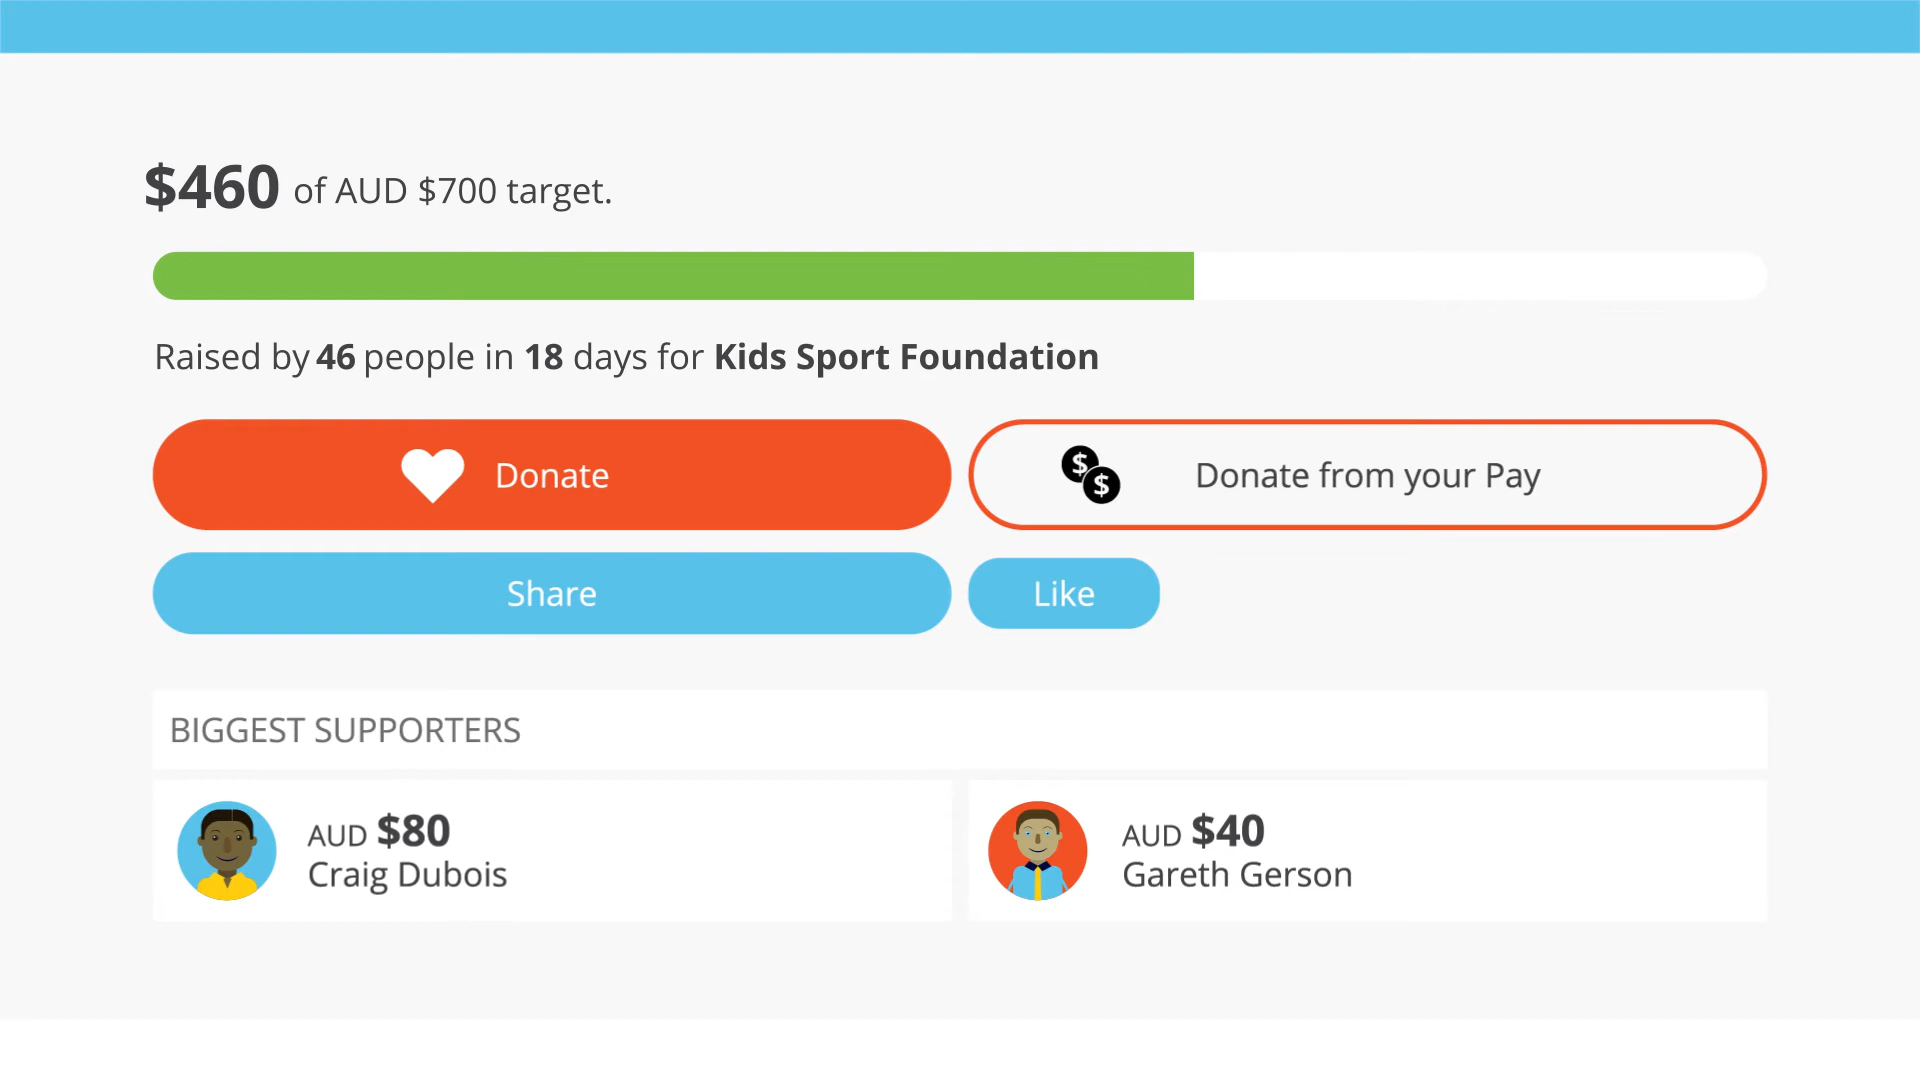 $460 of AUD $700 target.
Raised by 46 people in 18 days for Kids Sport Foundation
Donate
$ $
Donate from your Pay
Share
Like
BIGGEST SUPPORTERS
AUD $80
Craig Dubois
AUD $40
Gareth Gerson